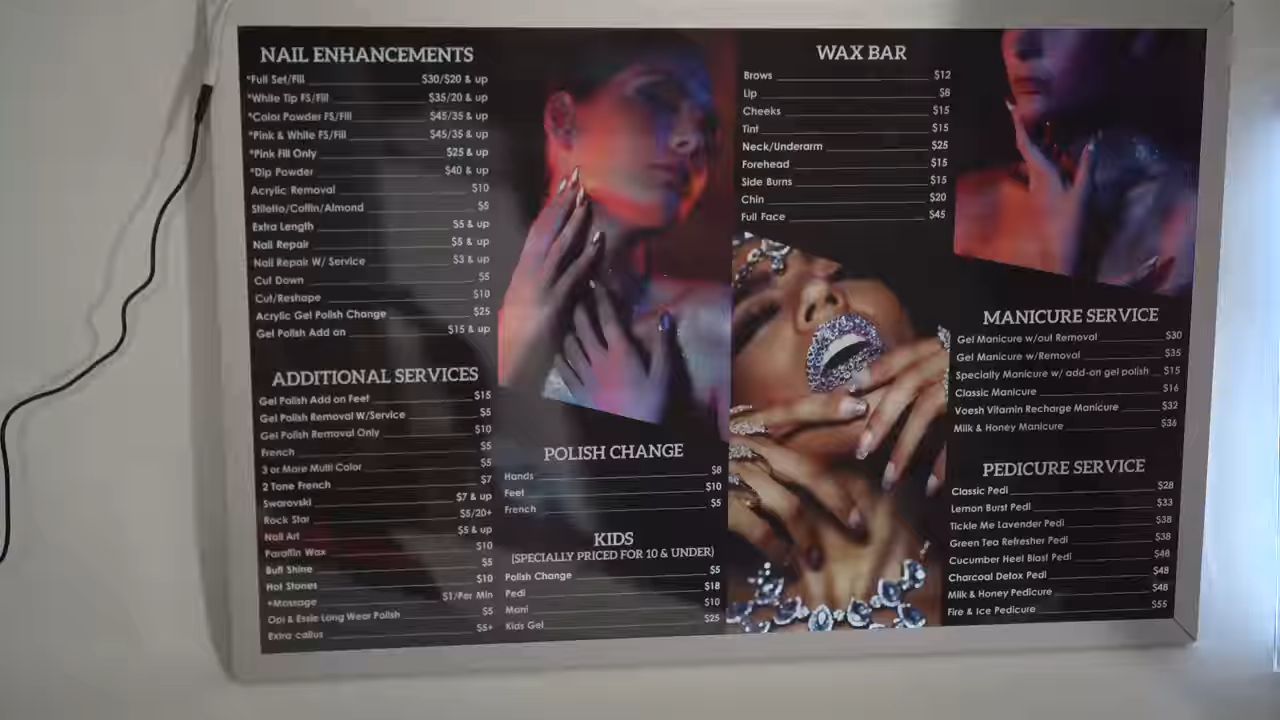 NAIL ENHANCEMENTS
*Full Set/Fill $30/$20 & up
*White Tip FS/Fill $35/20 & up
*Color Powder FS/Fill $45/35 & up
*Pink & White FS/Fill $45/35 & up
*Pink Fill Only $25 & up
*Dip Powder $40 & up
Acrylic Removal $10
Stiletto/Coffin/Almond $5
Extra Length $5 & up
Nail Repair $5 & up
Nail Repair W/ Service $3 & up
Cut Down $5
Cut/Reshape $10
Acrylic Gel Polish Change $25
Gel Polish Add on $15 & up
ADDITIONAL SERVICES
Gel Polish Add on Feet $15
Gel Polish Removal W/Service $5
Gel Polish Removal Only $10
French $5
3 or More Multi Color $5
2 Tone French $7
Swarovski $7 & up
Rock Star $5/20+
Nail Art $5 & up
Paraffin Wax $10
Buff Shine $5
Hot Stones $10
*Massage $1/Per Min
Opi & Essie Long Wear Polish $5
Extra callus $5+
POLISH CHANGE
Hands $8
Feet $10
French $5
KIDS
(SPECIALLY PRICED FOR 10 & UNDER)
Polish Change $5
Pedi $18
Mani $10
Kids Gel $25
WAX BAR
Brows $12
Lip $8
Cheeks $15
Tint $15
Neck/Underarm $25
Forehead $15
Side Burns $15
Chin $20
Full Face $45
MANICURE SERVICE
Gel Manicure w/out Removal $30
Gel Manicure w/Removal $35
Specialty Manicure w/ add-on gel polish $15
Classic Manicure $16
Voesh Vitamin Recharge Manicure $32
Milk & Honey Manicure $36
PEDICURE SERVICE
Classic Pedi $28
Lemon Burst Pedi $33
Tickle Me Lavender Pedi $38
Green Tea Refresher Pedi $38
Cucumber Heel Blast Pedi $48
Charcoal Detox Pedi $48
Milk & Honey Pedicure $48
Fire & Ice Pedicure $55